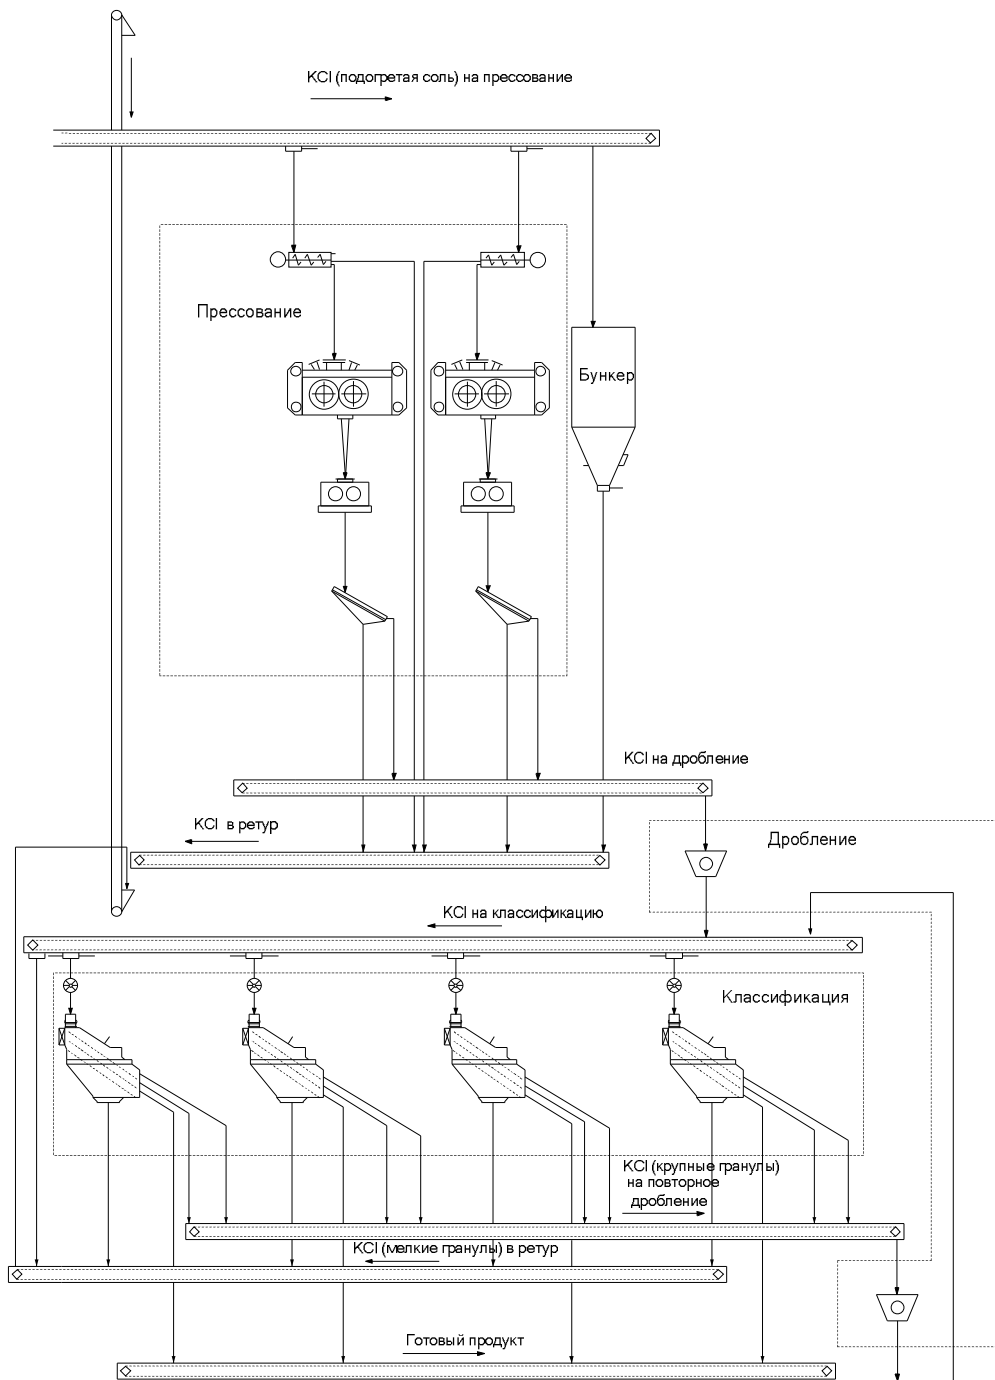 KCl (подогретая соль) на прессование
Прессование
Бункер
KCl на дробление
KCl в ретур
Дробление
KCl на классификацию
Классификация
KCl (крупные гранулы)
на повторное
дробление
KCl (мелкие гранулы) в ретур
Готовый продукт